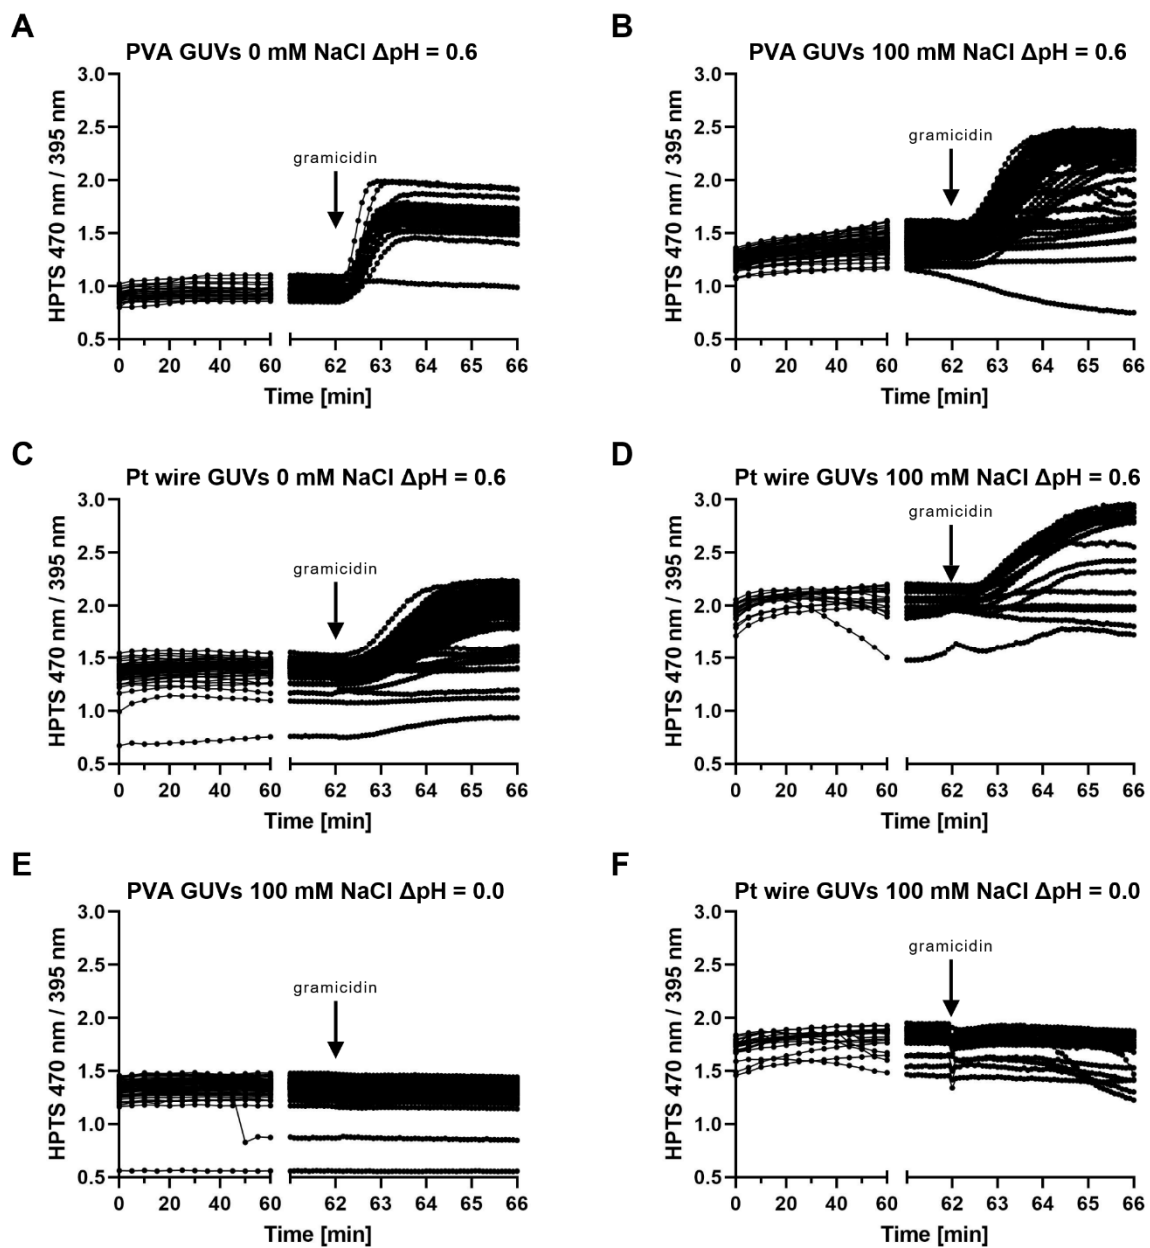 A
PVA GUVs 0 mM NaCl ΔpH = 0.6
HPTS 470 nm / 395 nm
3.0
2.5
2.0
1.5
1.0
0.5
gramicidin
0 20 40 60 62 63 64 65 66
Time [min]
B
PVA GUVs 100 mM NaCl ΔpH = 0.6
HPTS 470 nm / 395 nm
3.0
2.5
2.0
1.5
1.0
0.5
gramicidin
0 20 40 60 62 63 64 65 66
Time [min]
C
Pt wire GUVs 0 mM NaCl ΔpH = 0.6
HPTS 470 nm / 395 nm
3.0
2.5
2.0
1.5
1.0
0.5
gramicidin
0 20 40 60 62 63 64 65 66
Time [min]
D
Pt wire GUVs 100 mM NaCl ΔpH = 0.6
HPTS 470 nm / 395 nm
3.0
2.5
2.0
1.5
1.0
0.5
gramicidin
0 20 40 60 62 63 64 65 66
Time [min]
E
PVA GUVs 100 mM NaCl ΔpH = 0.0
HPTS 470 nm / 395 nm
3.0
2.5
2.0
1.5
1.0
0.5
gramicidin
0 20 40 60 62 63 64 65 66
Time [min]
F
Pt wire GUVs 100 mM NaCl ΔpH = 0.0
HPTS 470 nm / 395 nm
3.0
2.5
2.0
1.5
1.0
0.5
gramicidin
0 20 40 60 62 63 64 65 66
Time [min]